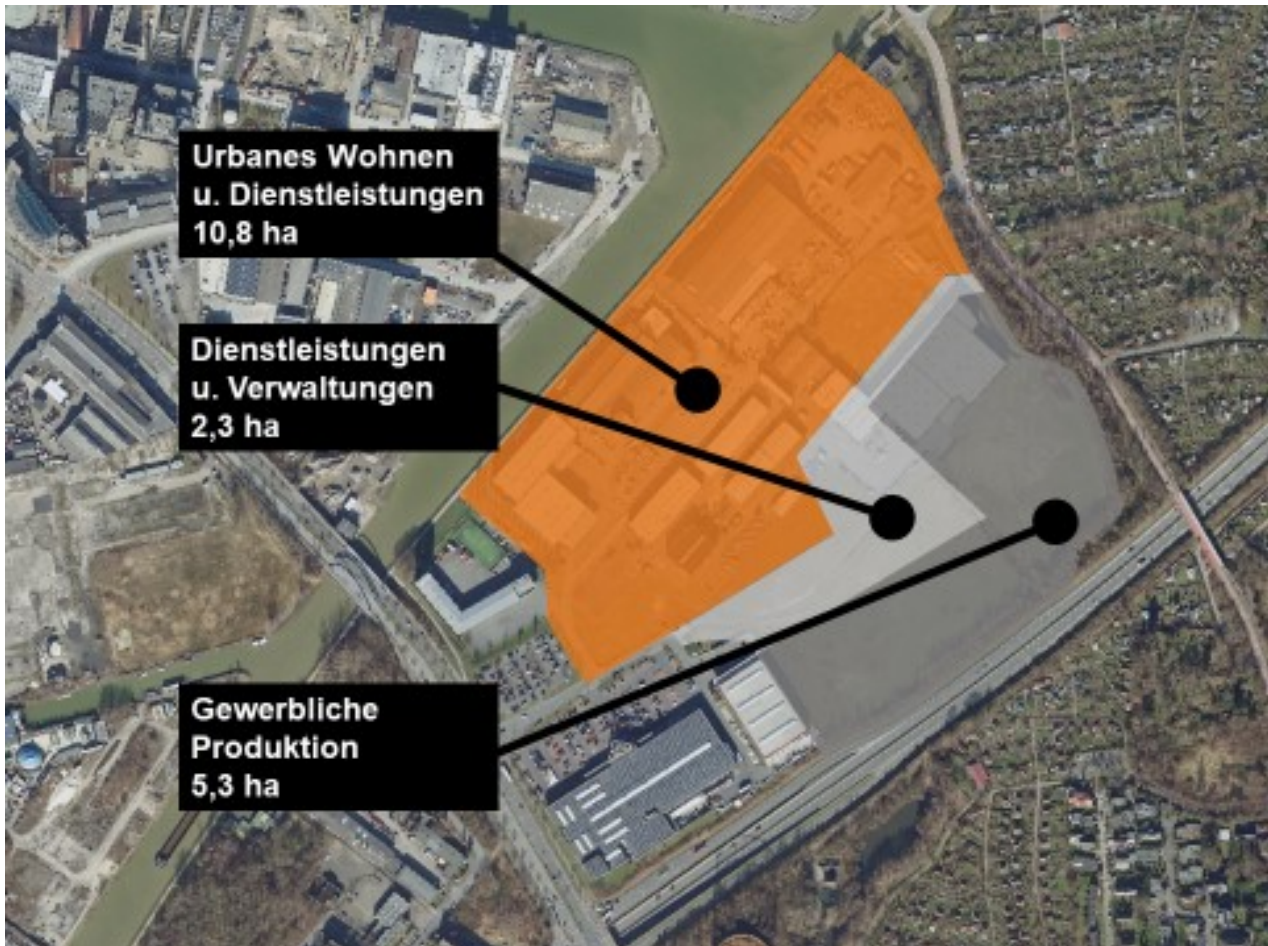 Urbanes Wohnen
u. Dienstleistungen
10,8 ha
Dienstleistungen
u. Verwaltungen
2,3 ha
Gewerbliche
Produktion
5,3 ha